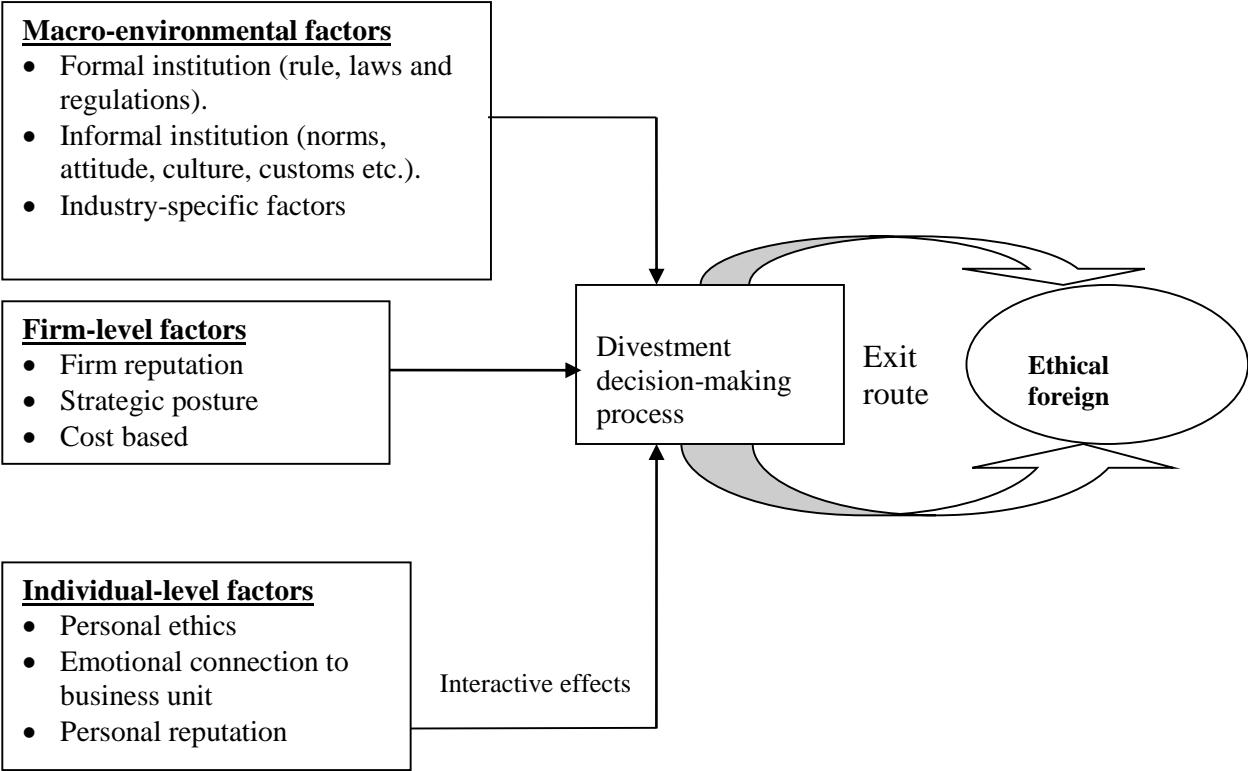 Macro-environmental factors
• Formal institution (rule, laws and
regulations).
• Informal institution (norms,
attitude, culture, customs etc.).
• Industry-specific factors
Firm-level factors
• Firm reputation
• Strategic posture
• Cost based
Divestment
decision-making
process
Exit
route
Ethical
foreign
Individual-level factors
• Personal ethics
• Emotional connection to
business unit
• Personal reputation
Interactive effects